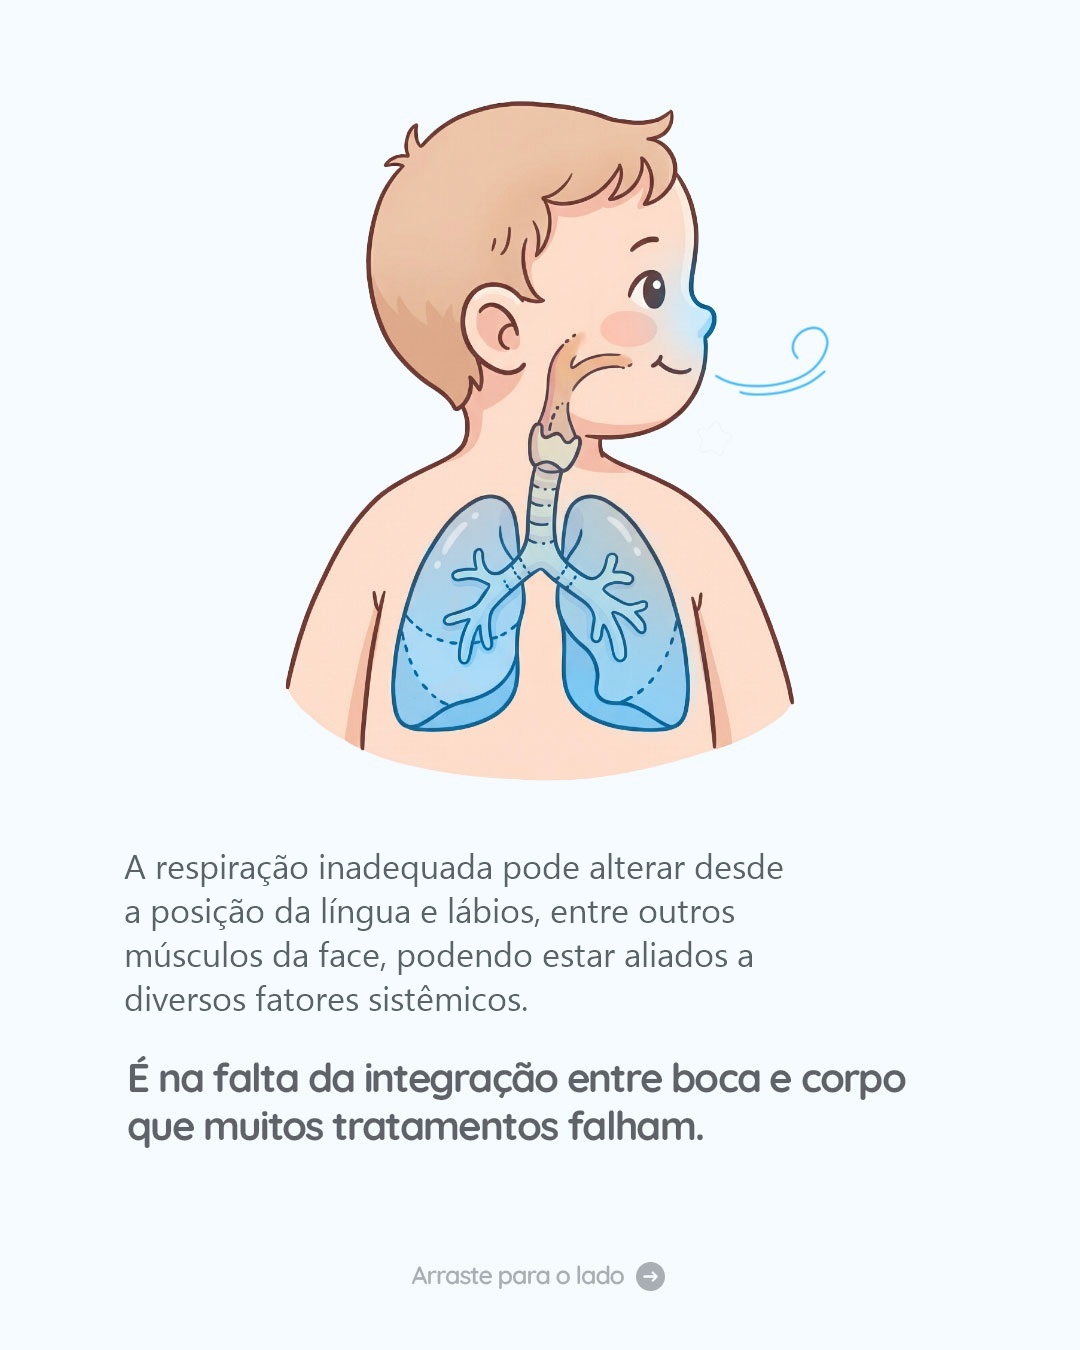 A respiração inadequada pode alterar desde
a posição da língua e lábios, entre outros
músculos da face, podendo estar aliados a
diversos fatores sistêmicos.
É na falta da integração entre boca e corpo
que muitos tratamentos falham.
Arraste para o lado